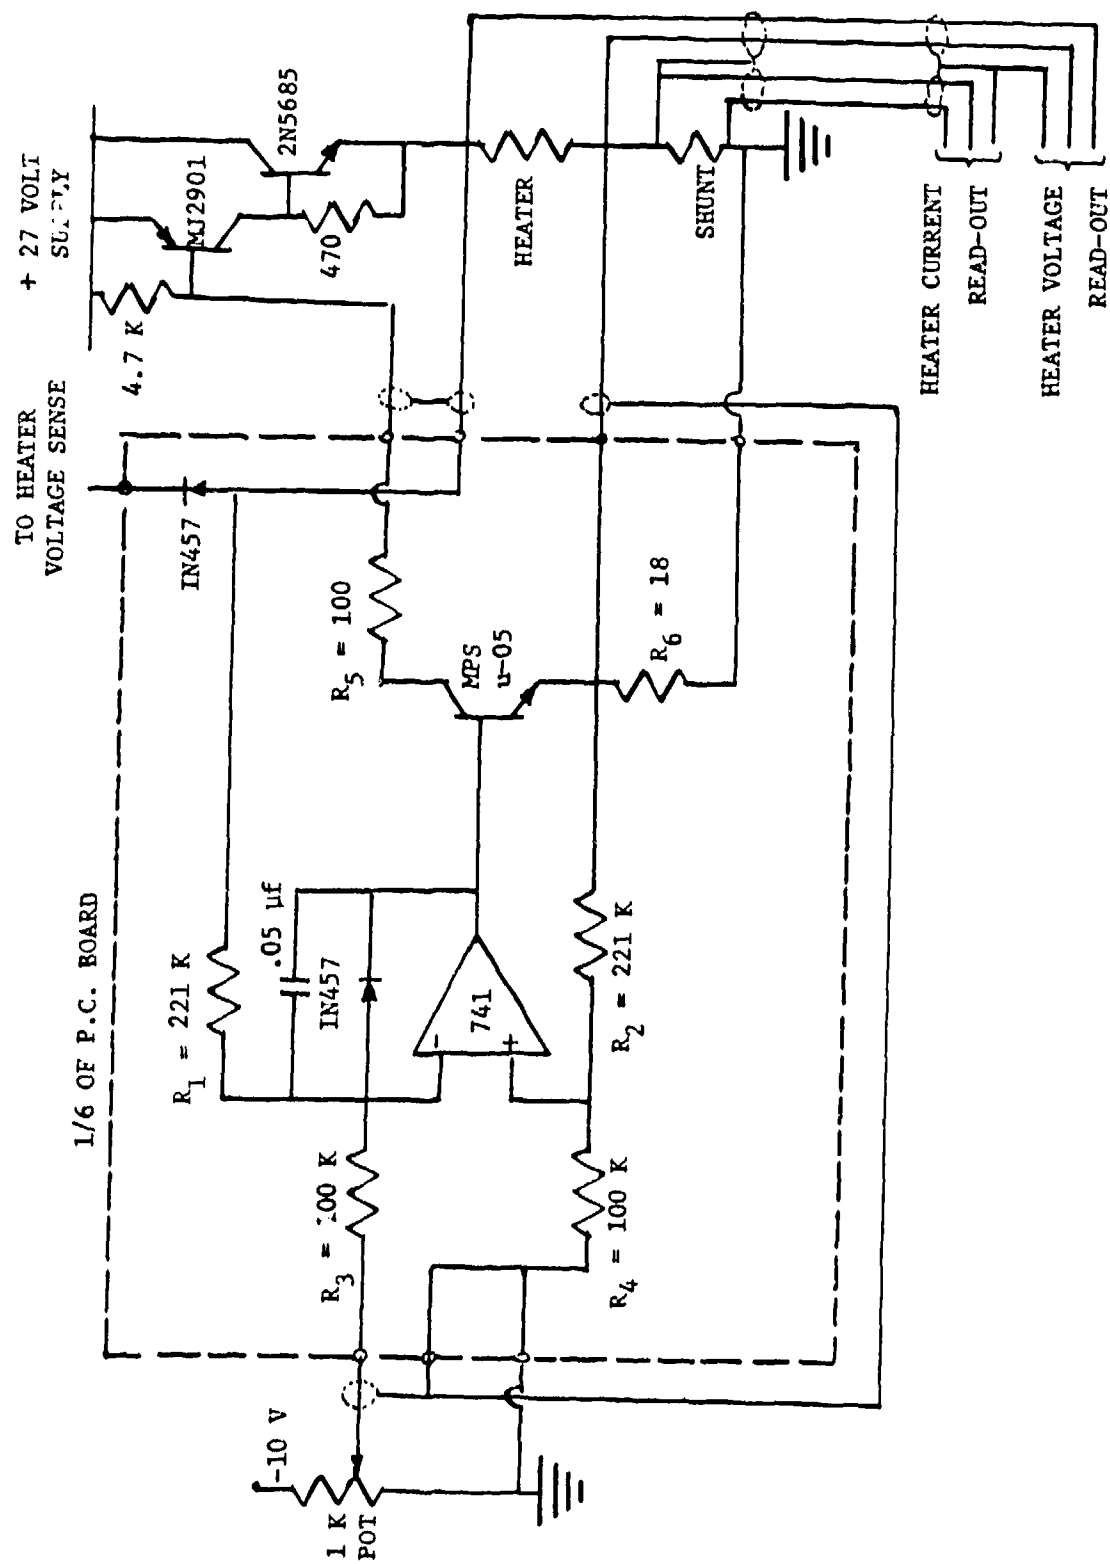 + 27 VOLT
TO HEATER
VOLTAGE SENSE
4.7 K
MJ2901
2N5685
470
HEATER
SHUNT
HEATER CURRENT
READ-OUT
HEATER VOLTAGE
READ-OUT
1/6 OF P.C. BOARD
IN457
R1 = 221 K
.05 µf
IN457
R5 = 100
MPS
u-05
R6 = 18
741
-
+
R2 = 221 K
R3 =
R4 = 100 K
-10 V
1 K
POT